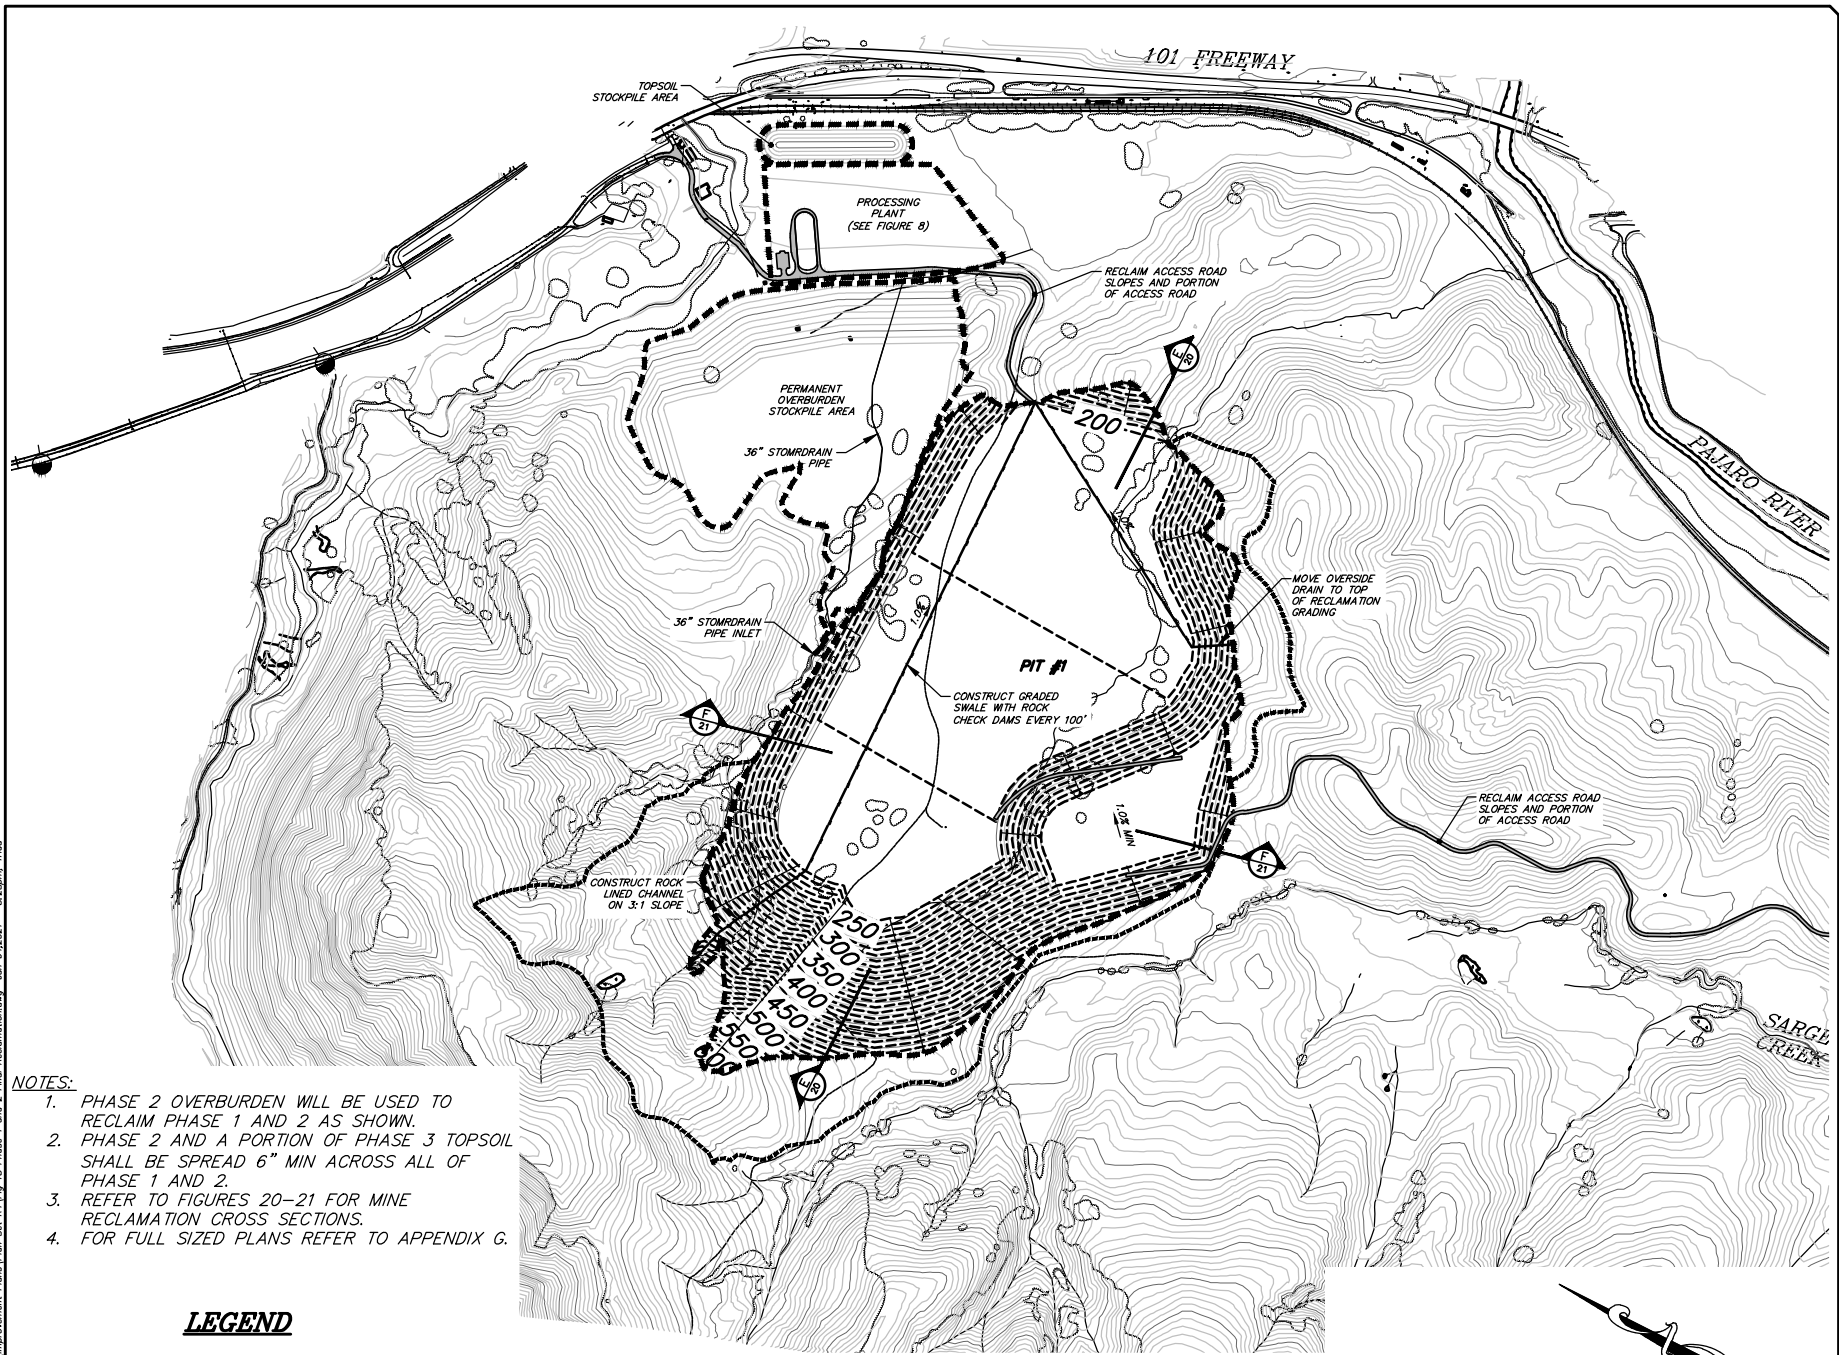 101 FREEWAY
TOPSOIL
STOCKPILE AREA
PROCESSING
PLANT
(SEE FIGURE 8)
RECLAIM ACCESS ROAD
SLOPES AND PORTION
OF ACCESS ROAD
E
20
PERMANENT
OVERBURDEN
STOCKPILE AREA
200
36" STOMRDRAIN
PIPE
PAJARO RIVER
MOVE OVERSIDE
DRAIN TO TOP
OF RECLAMATION
GRADING
1.0%
36" STOMRDRAIN
PIPE INLET
PIT #1
CONSTRUCT GRADED
SWALE WITH ROCK
CHECK DAMS EVERY 100'
F
21
RECLAIM ACCESS ROAD
SLOPES AND PORTION
OF ACCESS ROAD
1.0% MIN
F
21
CONSTRUCT ROCK
LINED CHANNEL
ON 3:1 SLOPE
250
300
350
400
450
500
550
600
E
20
SARGE
CREEK
NOTES:
1. PHASE 2 OVERBURDEN WILL BE USED TO
RECLAIM PHASE 1 AND 2 AS SHOWN.
2. PHASE 2 AND A PORTION OF PHASE 3 TOPSOIL
SHALL BE SPREAD 6" MIN ACROSS ALL OF
PHASE 1 AND 2.
3. REFER TO FIGURES 20-21 FOR MINE
RECLAMATION CROSS SECTIONS.
4. FOR FULL SIZED PLANS REFER TO APPENDIX G.
LEGEND